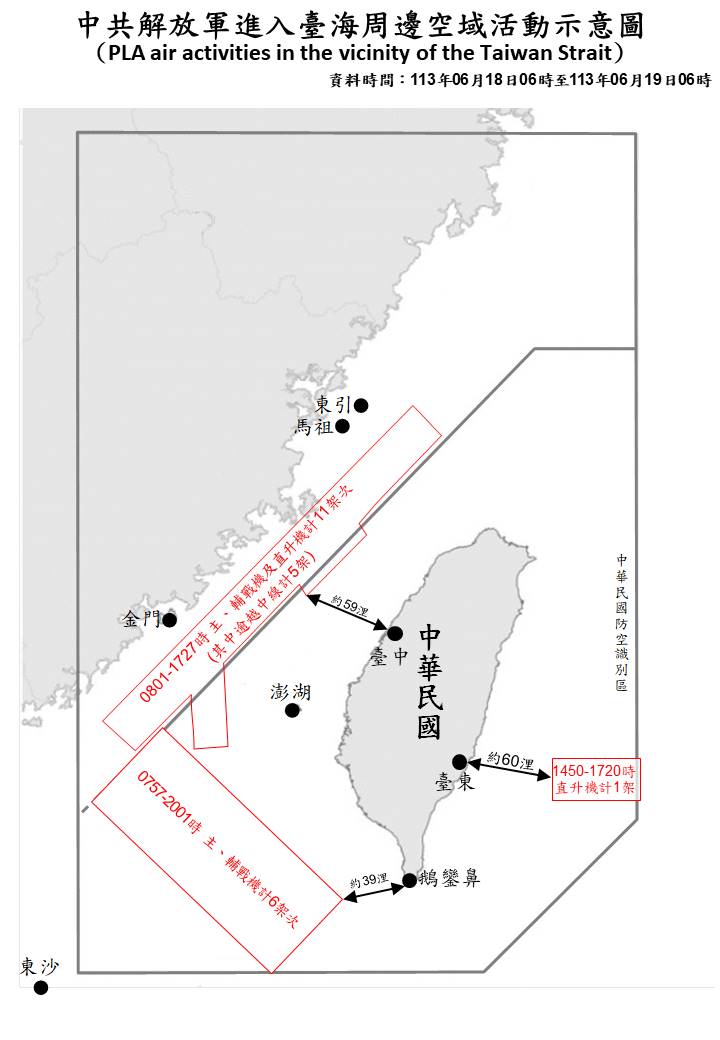 中共解放軍進入臺海周邊空域活動示意圖
（PLA air activities in the vicinity of the Taiwan Strait）
資料時間：113年06月18日06時至113年06月19日06時
東引
馬祖
0801-1727時 主、輔戰機及直升機計11架次
(其中逾越中線計5架)
中華民國防空識別區
約59浬
金門
臺中
中華民國
澎湖
約60浬
1450-1720時
直升機計1架
臺東
0757-2001時 主、輔戰機計6架次
約39浬
鵝鑾鼻
東沙